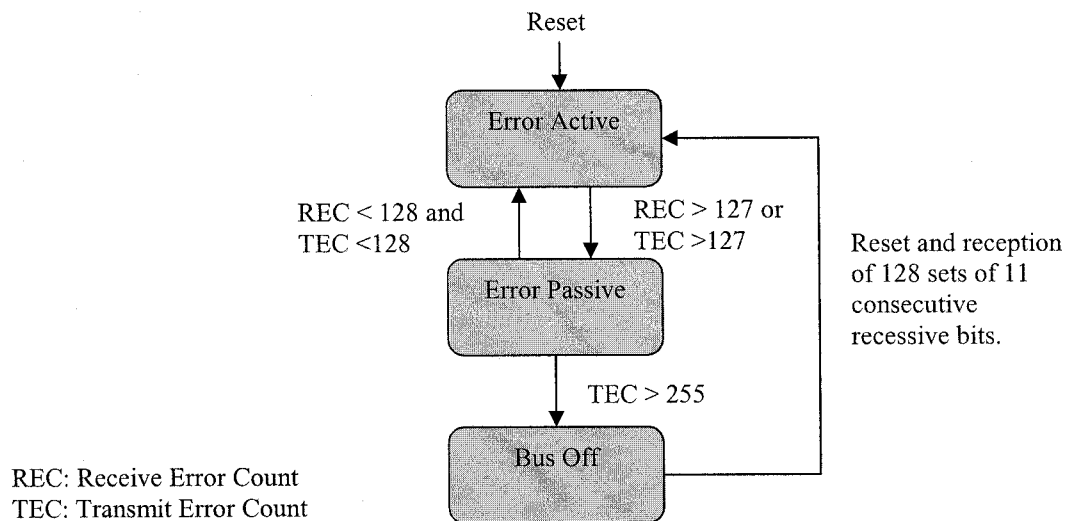 Reset
Error Active
REC < 128 and
TEC <128
REC > 127 or
TEC >127
Reset and reception
of 128 sets of 11
consecutive
recessive bits.
Error Passive
TEC > 255
Bus Off
REC: Receive Error Count
TEC: Transmit Error Count